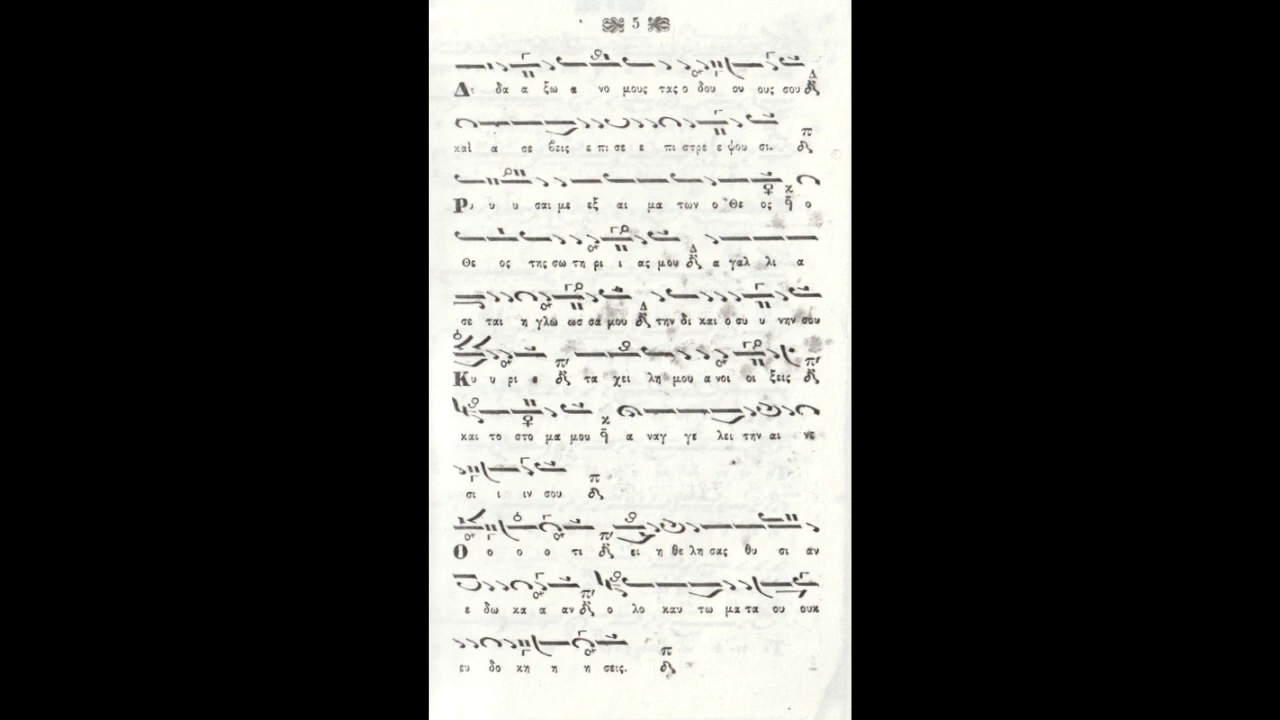 5
Δι δα α ξω α νο μους τας ο δου ου ους σου
καὶ α σε βεις ε πι σε ε πι στρε ε ψου σι.
Ρυ υ υ σαι με εξ αι μα των ο Θε ος ο
Θε ος της σω τη ρι ι ας μου α γαλ λι α
σε ται η γλω ωσ σα μου την δι και ο συ υ νην σου
Κυ υ ρι ε τα χει λη μου α νοι οι ξεις
και το στο μα μου α ναγ γε λει την αι νε
σι ι ιν σου
Ο ο ο ο τι ει η θε λη σας θυ σι αν
ε δω κα α αν ο λο καυ τω μα τα ου ουκ
ευ δο κη η η σεις.